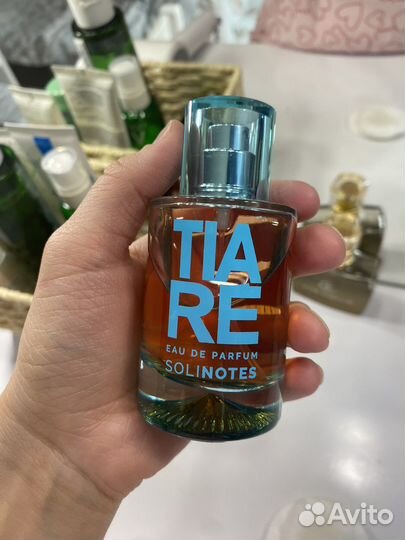 TIA
RE
EAU DE PARFUM
SOLINOTES
Avito